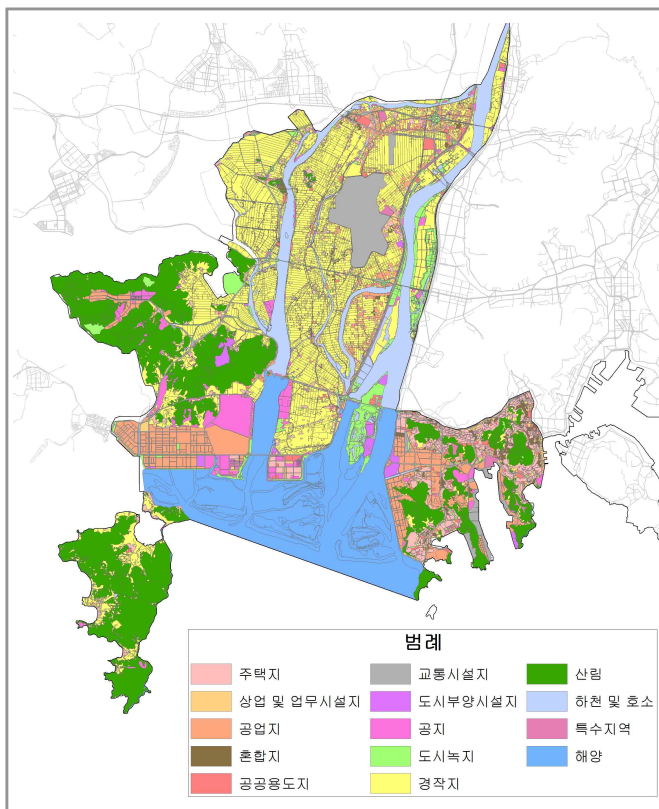 범례
주택지
상업 및 업무시설지
공업지
혼합지
공공용도지
교통시설지
도시부양시설지
공지
도시녹지
경작지
산림
하천 및 호소
특수지역
해양